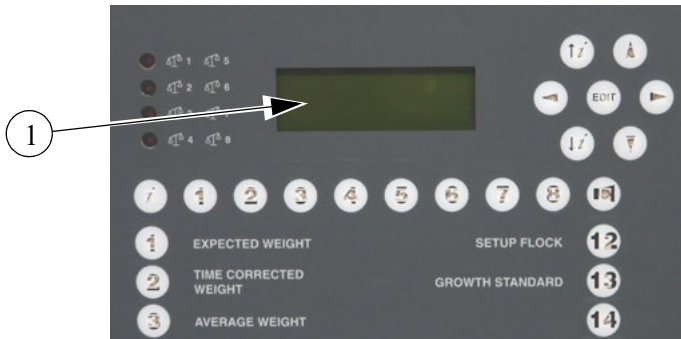 1 5
2 6
4 8
1
↑i
EDIT
↓i
i 1 2 3 4 5 6 7 8
1 EXPECTED WEIGHT SETUP FLOCK 12
2 TIME CORRECTED WEIGHT GROWTH STANDARD 13
3 AVERAGE WEIGHT 14